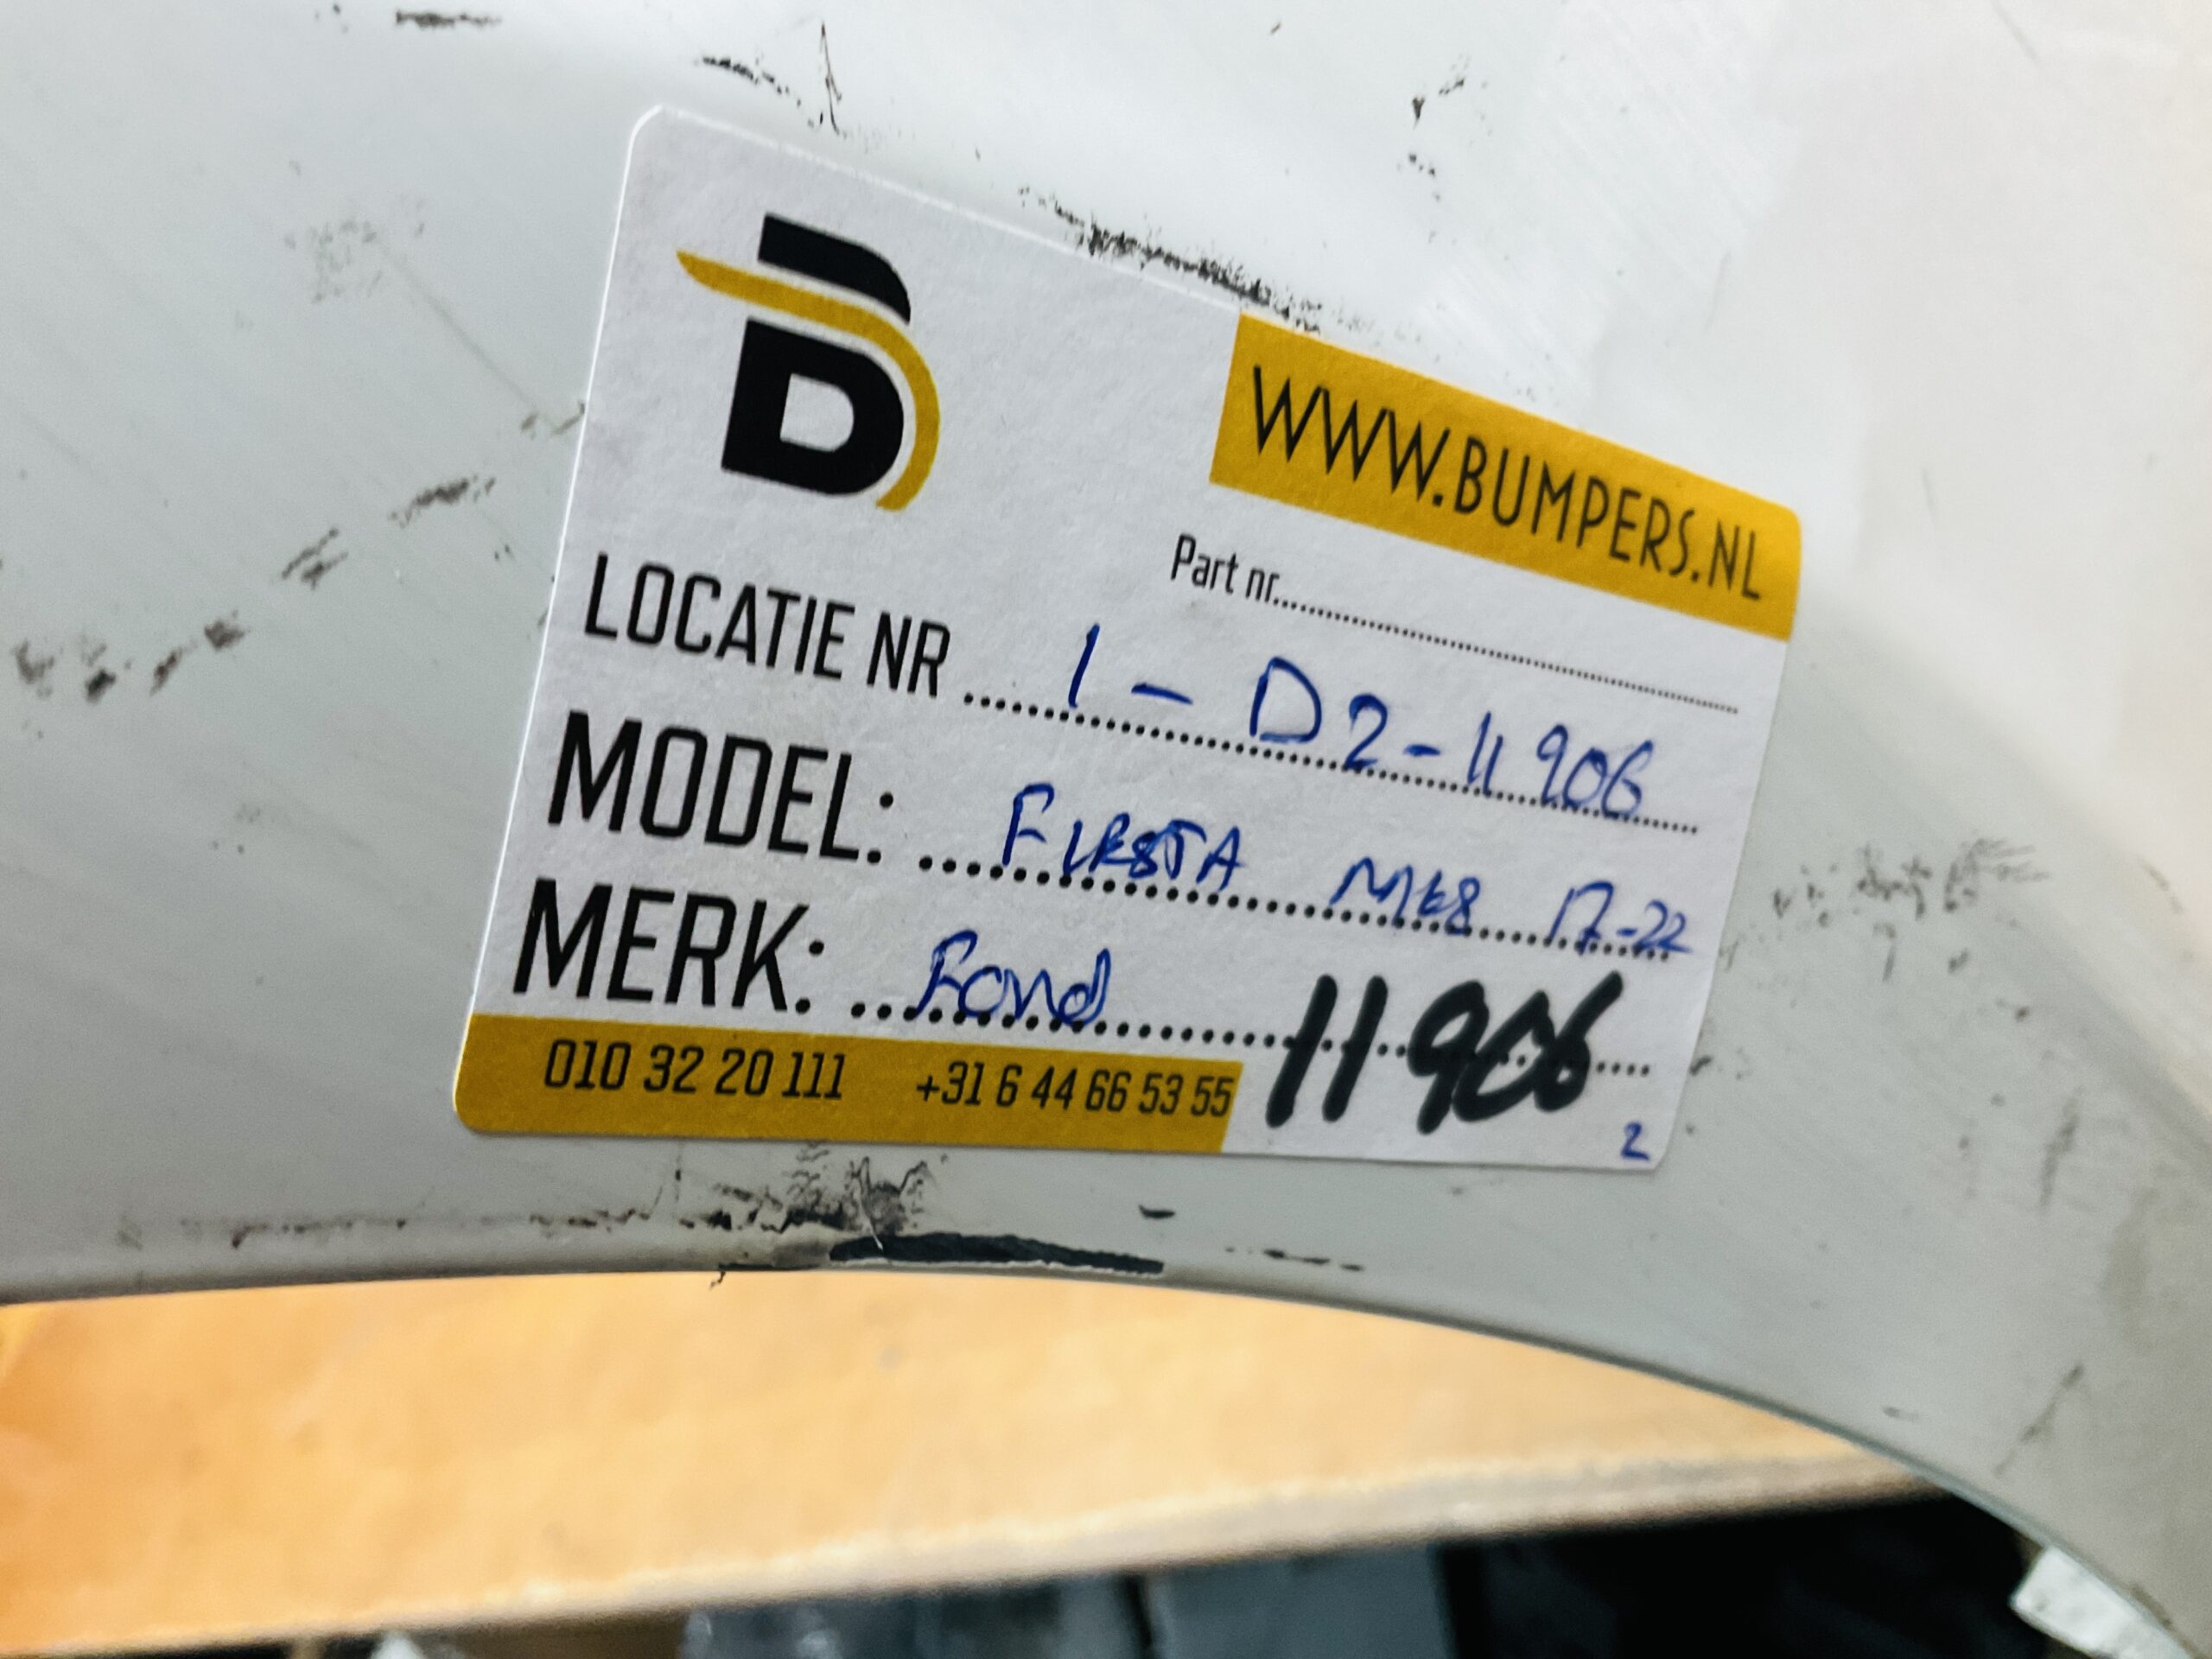 B
WWW.BUMPERS.NL
Part nr..........
LOCATIE NR ..... 1 - D2 - 11906
MODEL: ... FIESTA MK8 17-22
MERK: ... Ford
11906
010 32 20 111 +31 6 44 66 53 55
2